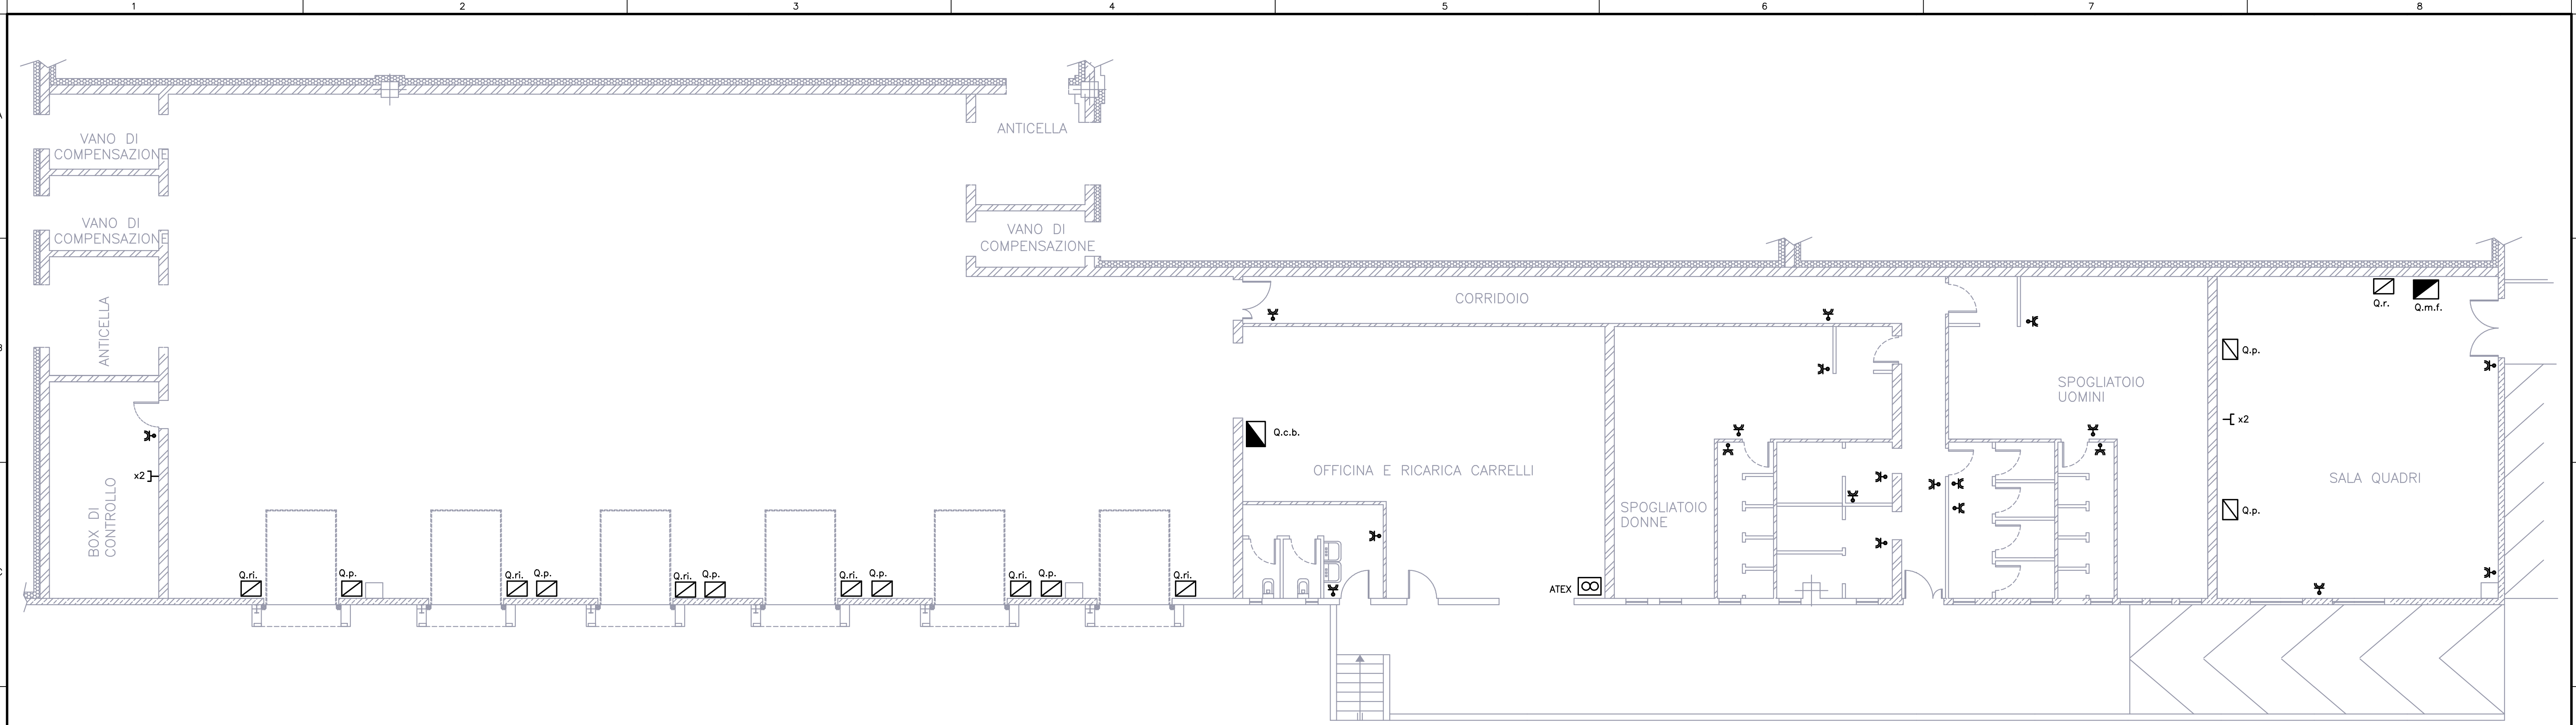 1 2 3 4 5 6 7 8
ANTICELLA
VANO DI
COMPENSAZIONE
VANO DI
COMPENSAZIONE
VANO DI
COMPENSAZIONE
ANTICELLA
CORRIDOIO
Q.r.
Q.m.f.
B
Q.p.
SPOGLIATOIO
UOMINI
x2
Q.c.b.
OFFICINA E RICARICA CARRELLI
x2
SALA QUADRI
BOX DI
CONTROLLO
SPOGLIATOIO
DONNE
Q.p.
Q.ri. Q.p. Q.ri. Q.p. Q.ri. Q.p. Q.ri. Q.p. Q.ri. Q.p. Q.ri.
ATEX